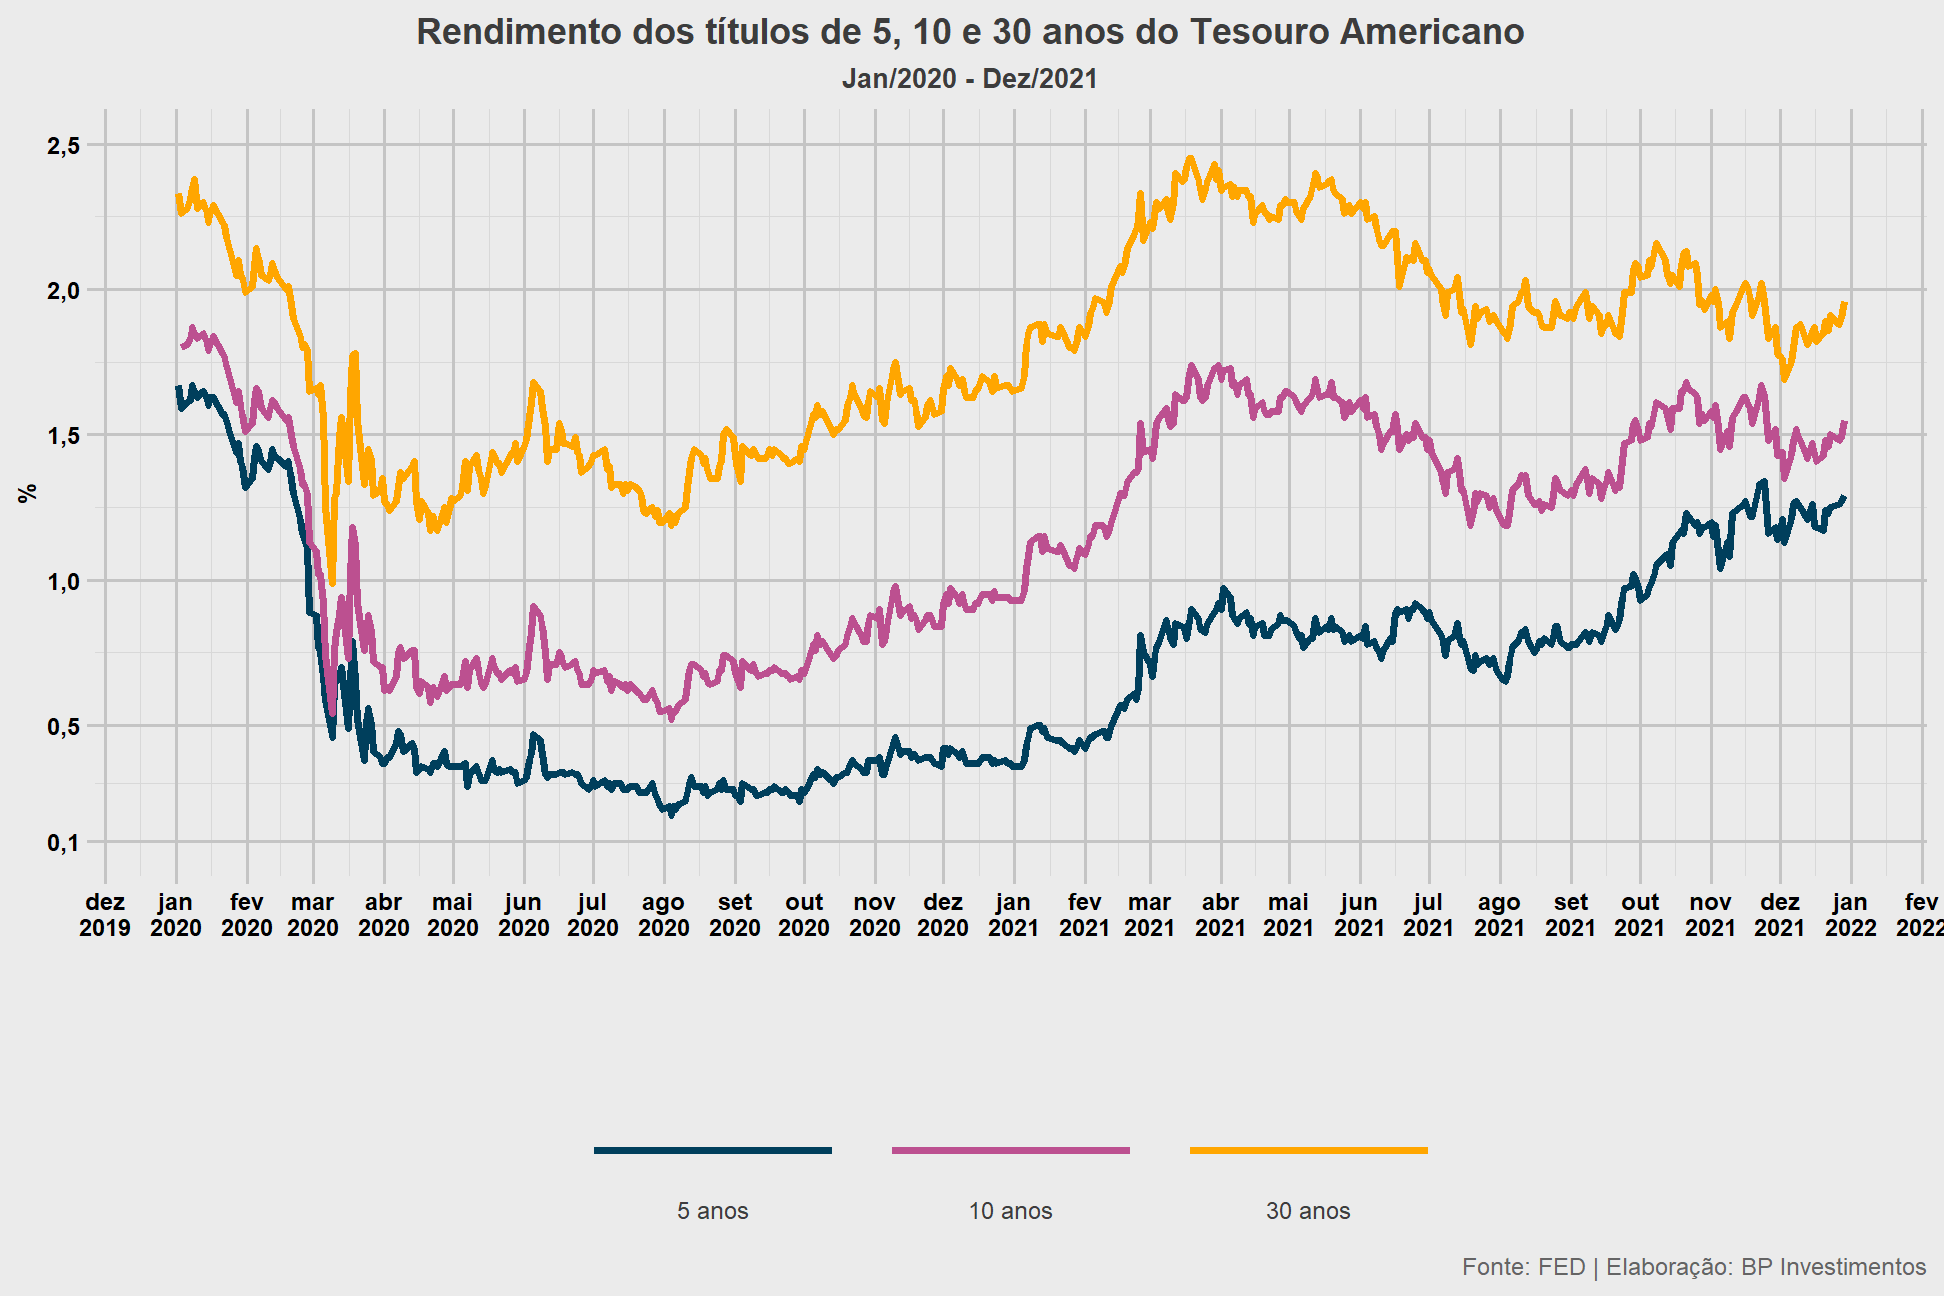 Rendimento dos títulos de 5, 10 e 30 anos do Tesouro Americano
Jan/2020 - Dez/2021
2,5
2,0
1,5
1,0
0,5
0,1
%
dez jan fev mar abr mai jun jul ago set out nov dez jan fev mar abr mai jun jul ago set out nov dez jan fev
2019 2020 2020 2020 2020 2020 2020 2020 2020 2020 2020 2020 2020 2021 2021 2021 2021 2021 2021 2021 2021 2021 2021 2021 2021 2022 2022
5 anos 10 anos 30 anos
Fonte: FED | Elaboração: BP Investimentos